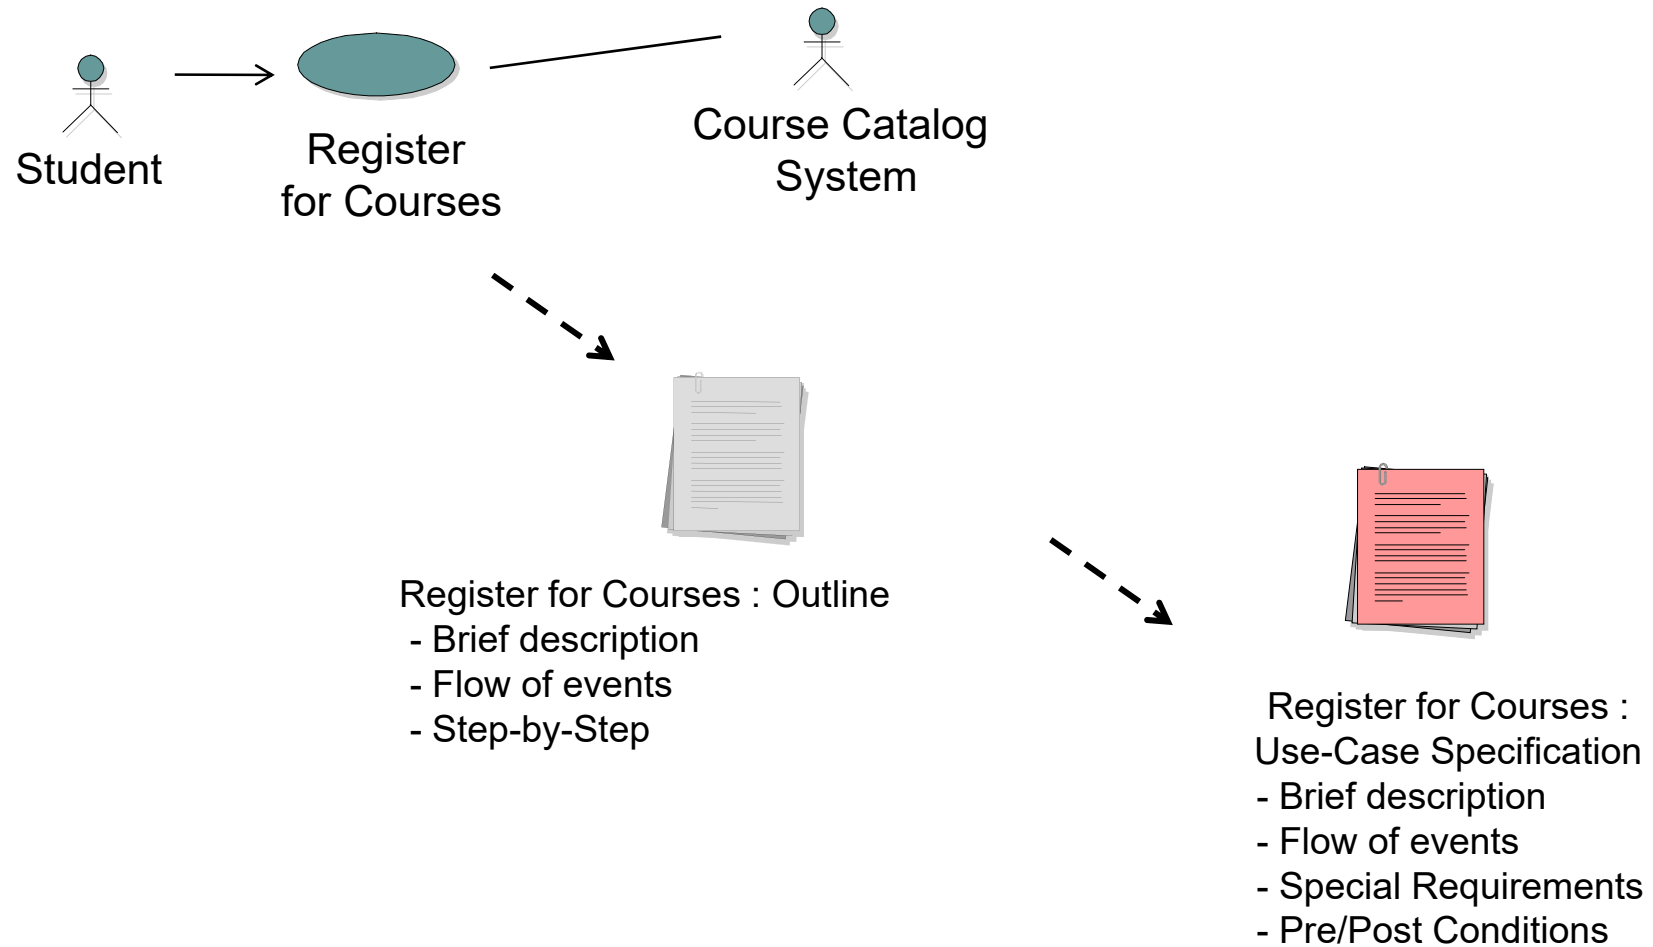 Student
Register
for Courses
Course Catalog
System
Register for Courses : Outline
- Brief description
- Flow of events
- Step-by-Step
Register for Courses :
Use-Case Specification
- Brief description
- Flow of events
- Special Requirements
- Pre/Post Conditions